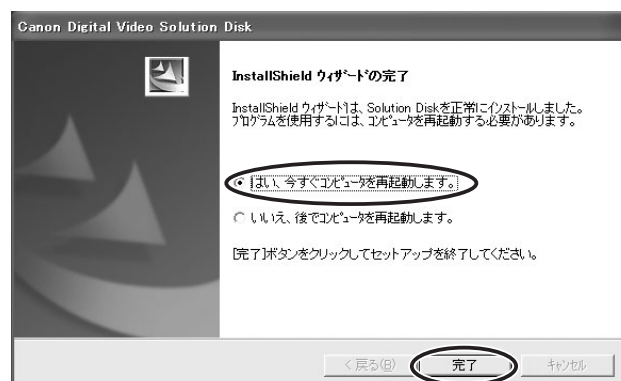 Canon Digital Video Solution Disk
InstallShield ウィザードの完了
InstallShield ウィザードは、Solution Diskを正常にインストールしました。
プログラムを使用するには、コンピュータを再起動する必要があります。
はい、今すぐコンピュータを再起動します。
いいえ、後でコンピュータを再起動します。
[完了]ボタンをクリックしてセットアップを終了してください。
< 戻る(B)
完了
キャンセル